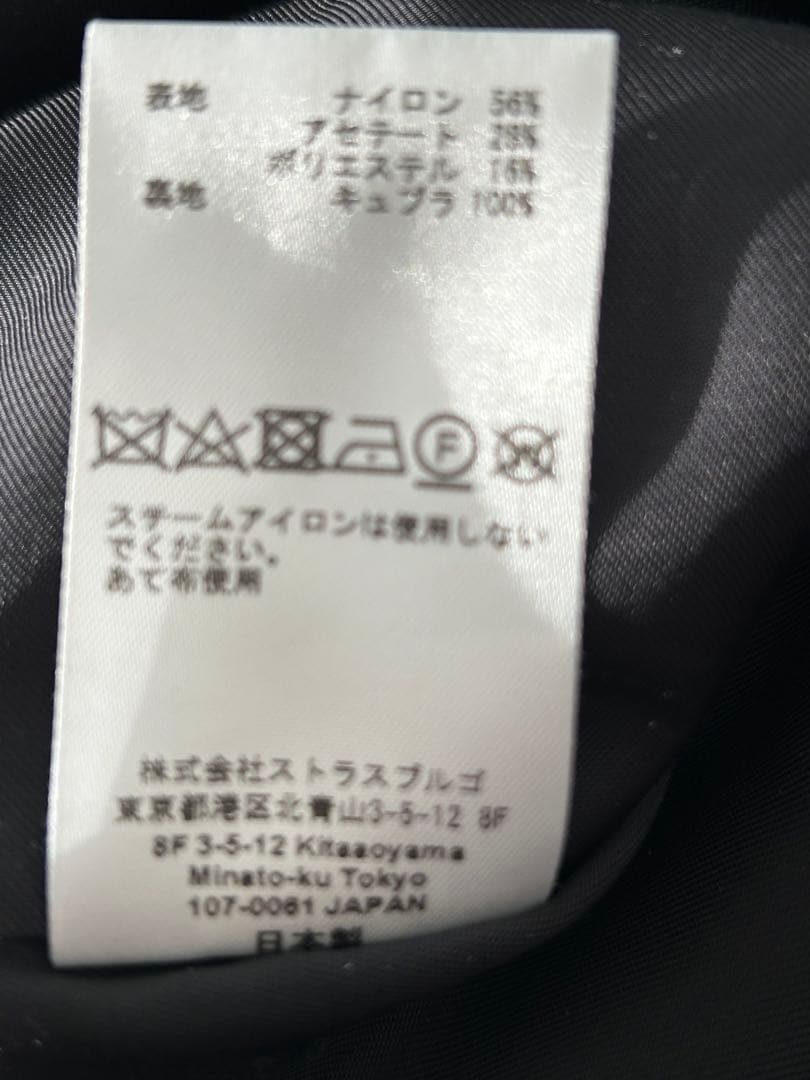 表地 ナイロン 56%
アセテート 28%
ポリエステル 16%
裏地 キュプラ 100%
F W
スチームアイロンは使用しない
でください。
あて布使用
株式会社ストラスブルゴ
東京都港区北青山3-5-12 8F
8F 3-5-12 Kitaaoyama
Minato-ku Tokyo
107-0061 JAPAN
日本製